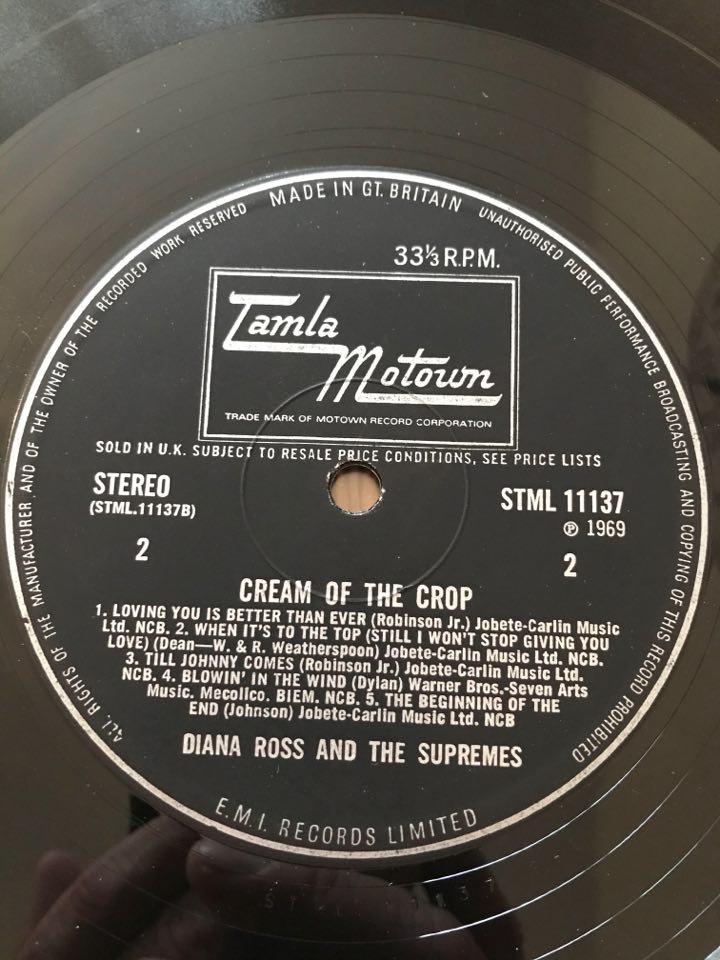 ALL RIGHTS OF THE MANUFACTURER AND OF THE OWNER OF THE RECORDED WORK RESERVED
MADE IN GT. BRITAIN
UNAUTHORISED PUBLIC PERFORMANCE BROADCASTING AND COPYING OF THIS RECORD PROHIBITED
33⅓ R.P.M.
Tamla
Motown
TRADE MARK OF MOTOWN RECORD CORPORATION
SOLD IN U.K. SUBJECT TO RESALE PRICE CONDITIONS, SEE PRICE LISTS
STEREO
(STML.11137B)
2
STML 11137
℗ 1969
2
CREAM OF THE CROP
1. LOVING YOU IS BETTER THAN EVER (Robinson Jr.) Jobete-Carlin Music
Ltd. NCB. 2. WHEN IT'S TO THE TOP (STILL I WON'T STOP GIVING YOU
LOVE) (Dean—W. & R. Weatherspoon) Jobete-Carlin Music Ltd. NCB.
3. TILL JOHNNY COMES (Robinson Jr.) Jobete-Carlin Music Ltd.
NCB. 4. BLOWIN' IN THE WIND (Dylan) Warner Bros.-Seven Arts
Music. Mecolico. BIEM. NCB. 5. THE BEGINNING OF THE
END (Johnson) Jobete-Carlin Music Ltd. NCB
DIANA ROSS AND THE SUPREMES
E.M.I. RECORDS LIMITED